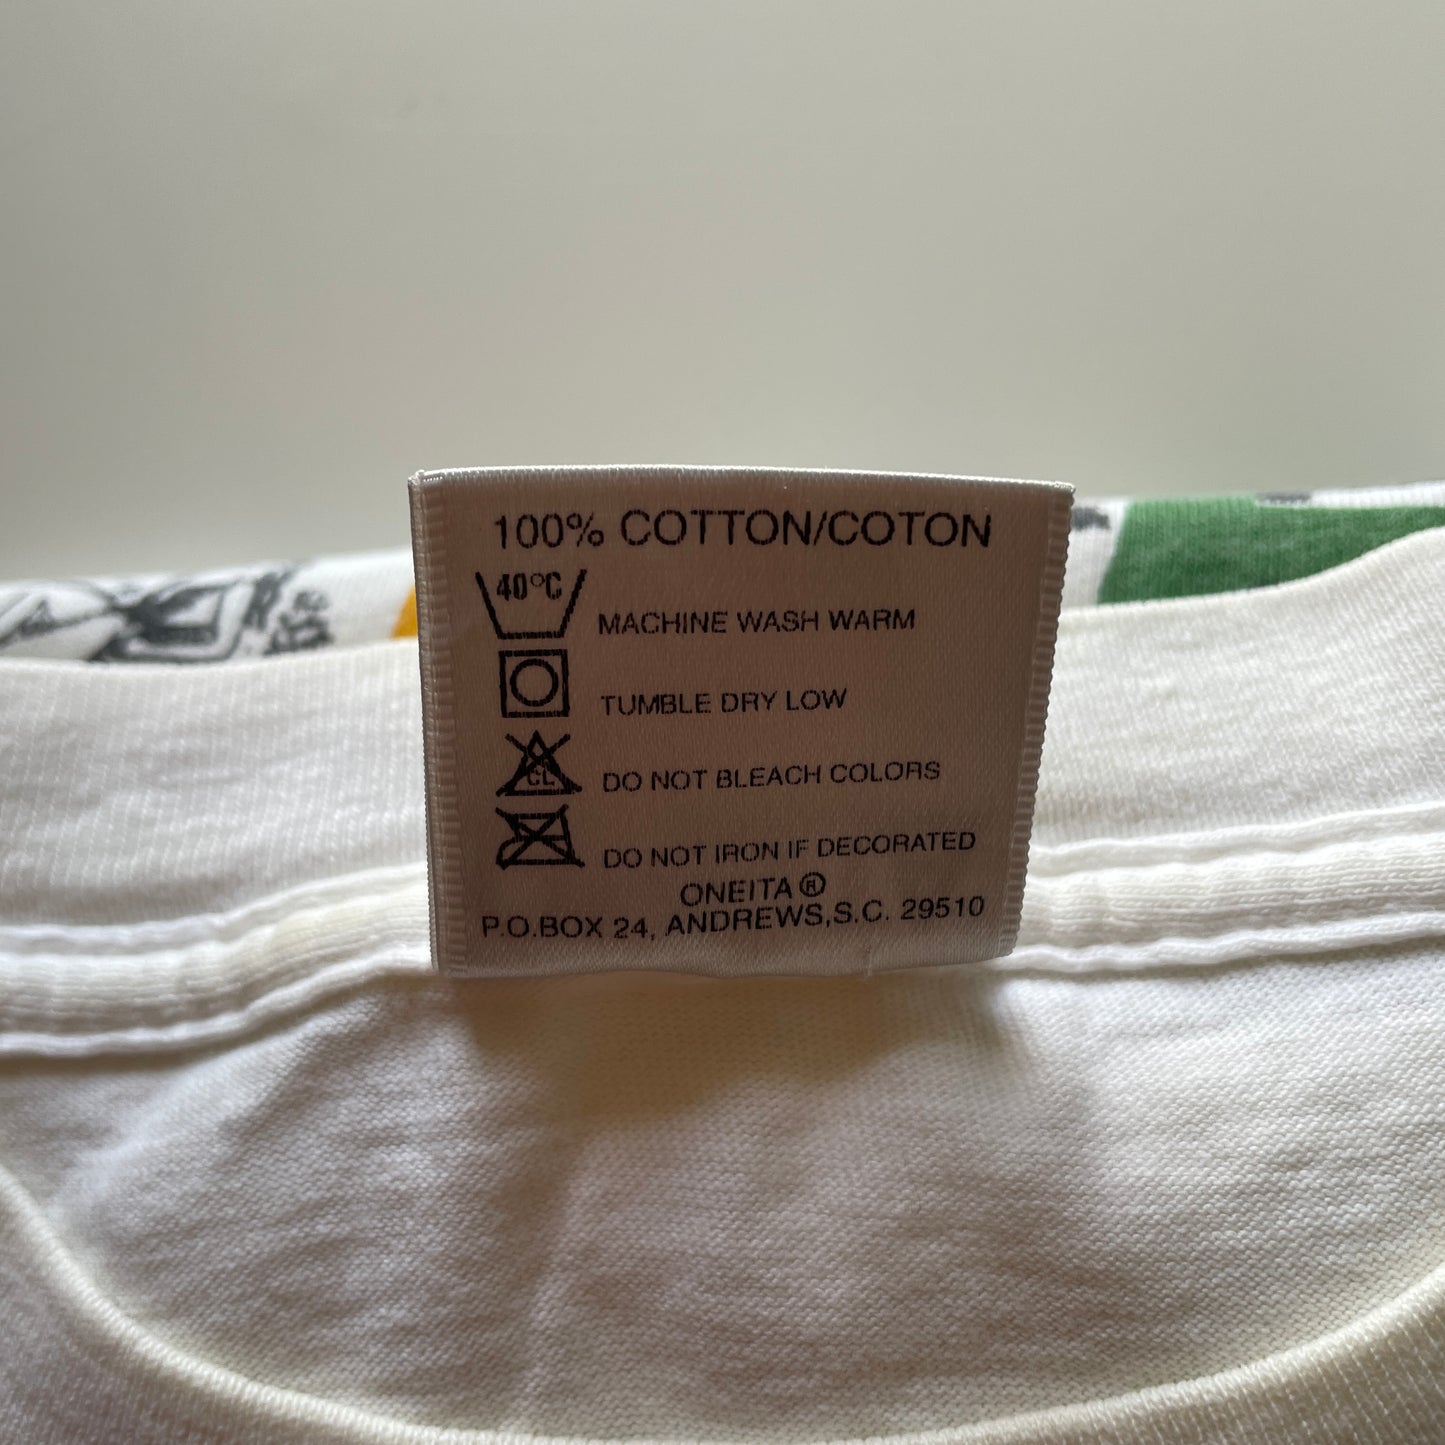 100% COTTON/COTON
40°C
MACHINE WASH WARM
TUMBLE DRY LOW
CL
DO NOT BLEACH COLORS
DO NOT IRON IF DECORATED
ONEITA®
P.O.BOX 24, ANDREWS,S.C. 29510